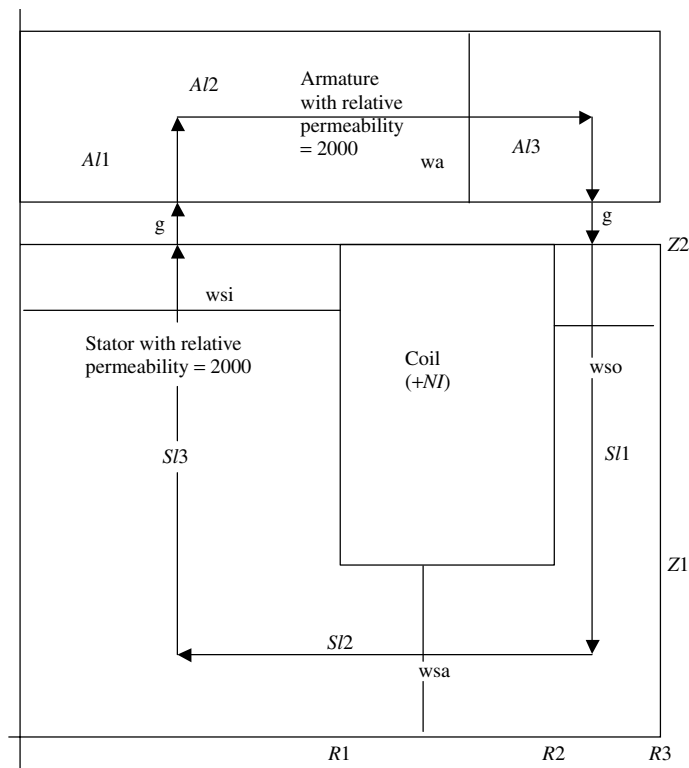 Al2
Armature
with relative
permeability
= 2000
Al1
wa
Al3
g
g
Z2
wsi
Stator with relative
permeability = 2000
Coil
(+NI)
wso
Sl3
Sl1
Z1
Sl2
wsa
R1
R2
R3